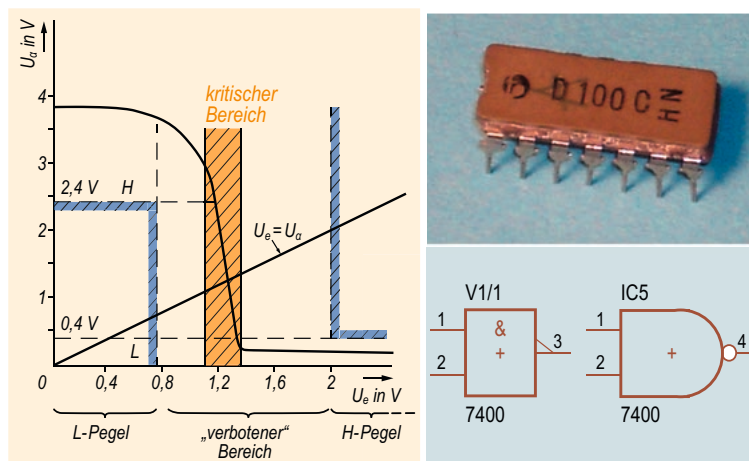 Uₐ in V
4
3
2
1
0
2,4 V
H
0,4 V
L
kritischer
Bereich
Uₑ = Uₐ
0,4
0,8
1,2
1,6
2
Uₑ in V
L-Pegel
„verbotener“
Bereich
H-Pegel
D 100 C
HN
V1/1
1
2
&
+
3
7400
IC5
1
2
+
4
7400